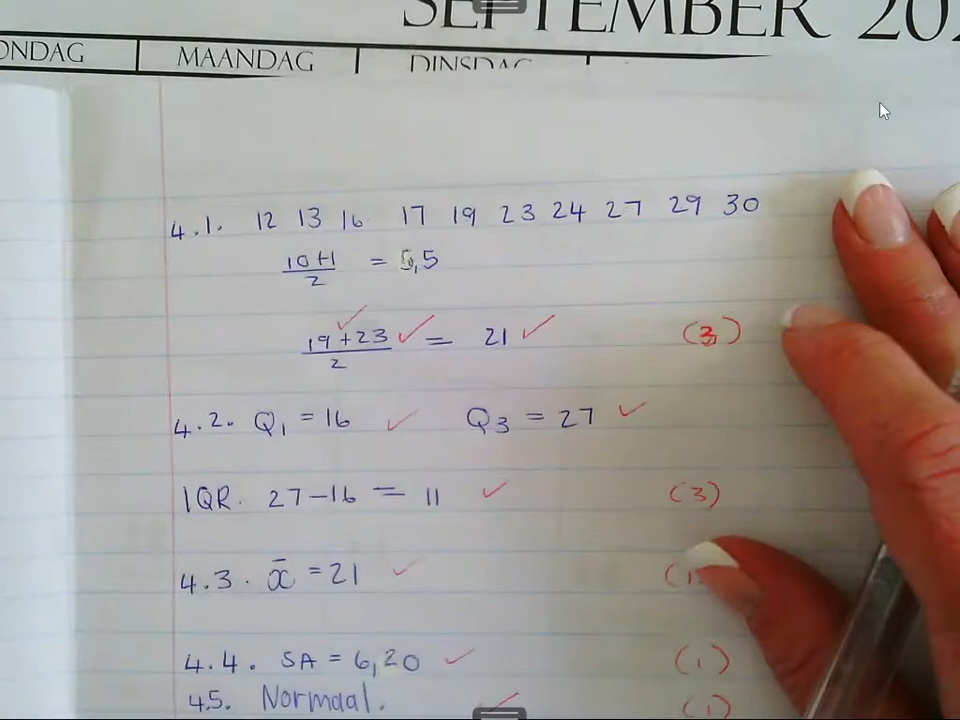 SEPTEMBER 20
ONDAG MAANDAG DINSDAG
4.1. 12 13 16 17 19 23 24 27 29 30
10+1/2 = 5,5
19+23/2 = 21 (3)
4.2. Q₁ = 16 Q₃ = 27
IQR. 27-16 = 11 (3)
4.3. x̄ = 21 (1)
4.4. SA = 6,20 (1)
4.5. Normaal. (1)